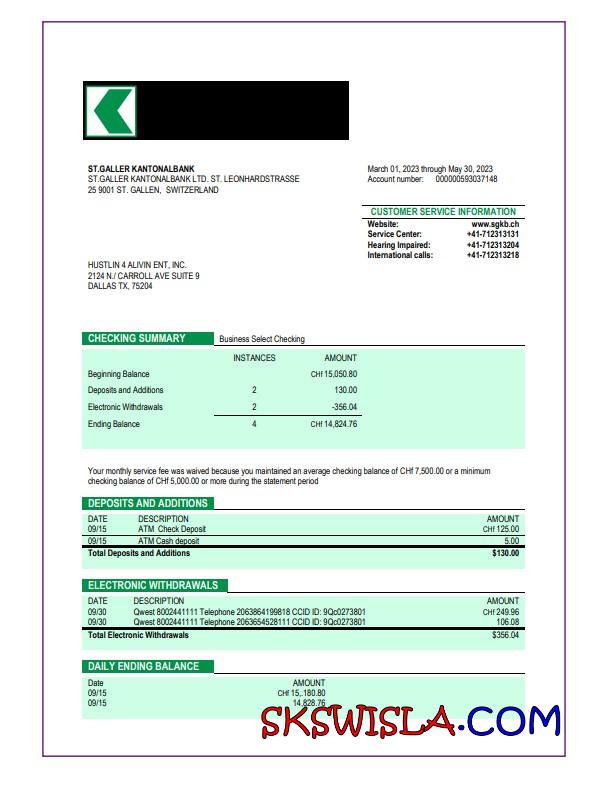 ST.GALLER KANTONALBANK
ST.GALLER KANTONALBANK LTD. ST. LEONHARDSTRASSE
25 9001 ST. GALLEN, SWITZERLAND
March 01, 2023 through May 30, 2023
Account number: 000000593037148
CUSTOMER SERVICE INFORMATION
Website: www.sgkb.ch
Service Center: +41-712313131
Hearing Impaired: +41-712313204
International calls: +41-712313218
HUSTLIN 4 ALIVIN ENT, INC.
2124 N./ CARROLL AVE SUITE 9
DALLAS TX, 75204
CHECKING SUMMARY Business Select Checking
INSTANCES AMOUNT
Beginning Balance CHf 15,050.80
Deposits and Additions 2 130.00
Electronic Withdrawals 2 -356.04
Ending Balance 4 CHf 14,824.76
Your monthly service fee was waived because you maintained an average checking balance of CHf 7,500.00 or a minimum
checking balance of CHf 5,000.00 or more during the statement period
DEPOSITS AND ADDITIONS
DATE DESCRIPTION AMOUNT
09/15 ATM Check Deposit CHf 125.00
09/15 ATM Cash deposit 5.00
Total Deposits and Additions $130.00
ELECTRONIC WITHDRAWALS
DATE DESCRIPTION AMOUNT
09/30 Qwest 8002441111 Telephone 2063864199818 CCID ID: 9Qc0273801 CHf 249.96
09/30 Qwest 8002441111 Telephone 2063654528111 CCID ID: 9Qc0273801 106.08
Total Electronic Withdrawals $356.04
DAILY ENDING BALANCE
Date AMOUNT
09/15 CHf 15,.180.80
09/15 14,828.76
SKSWISLA.COM